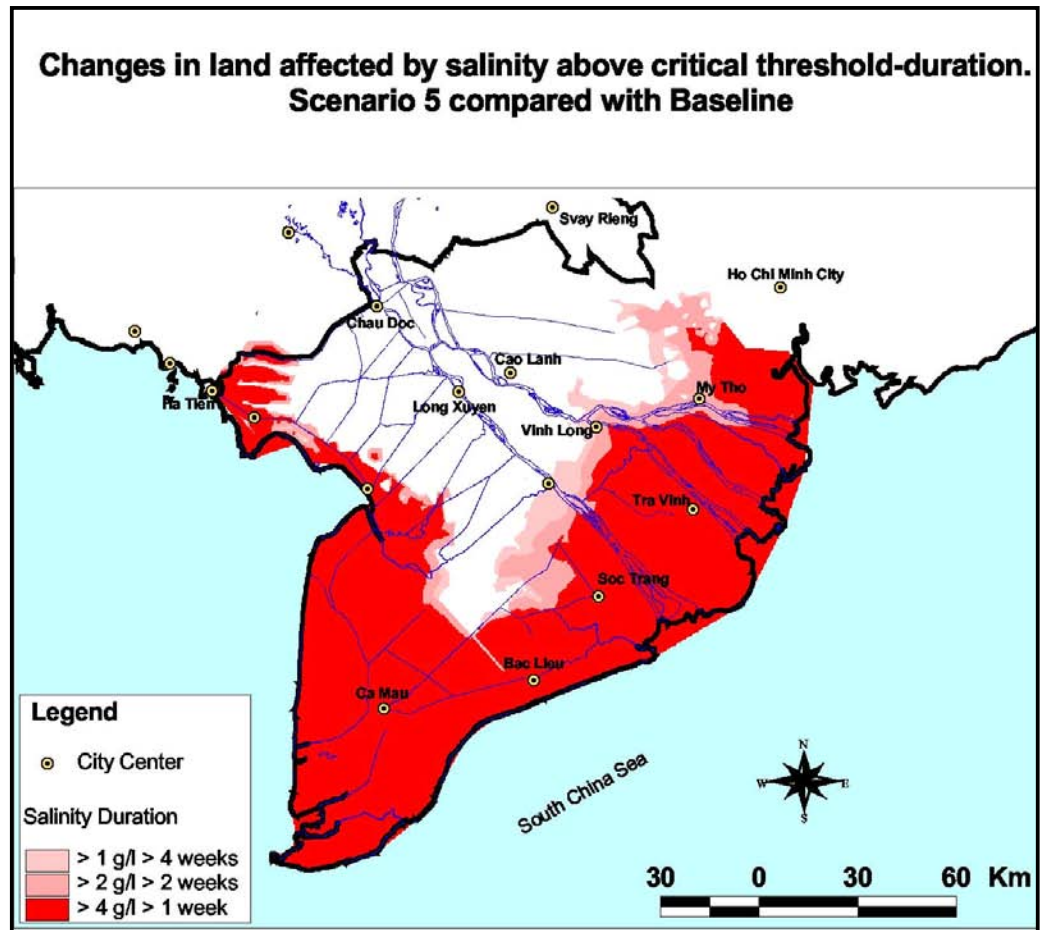 Changes in land affected by salinity above critical threshold-duration.
Scenario 5 compared with Baseline
Svay Rieng
Ho Chi Minh City
Chau Doc
Cao Lanh
Ha Tien
Long Xuyen
My Tho
Vinh Long
Tra Vinh
Soc Trang
Bac Lieu
Ca Mau
Legend
City Center
Salinity Duration
> 1 g/l > 4 weeks
> 2 g/l > 2 weeks
> 4 g/l > 1 week
South China Sea
N
W E
S
30 0 30 60 Km